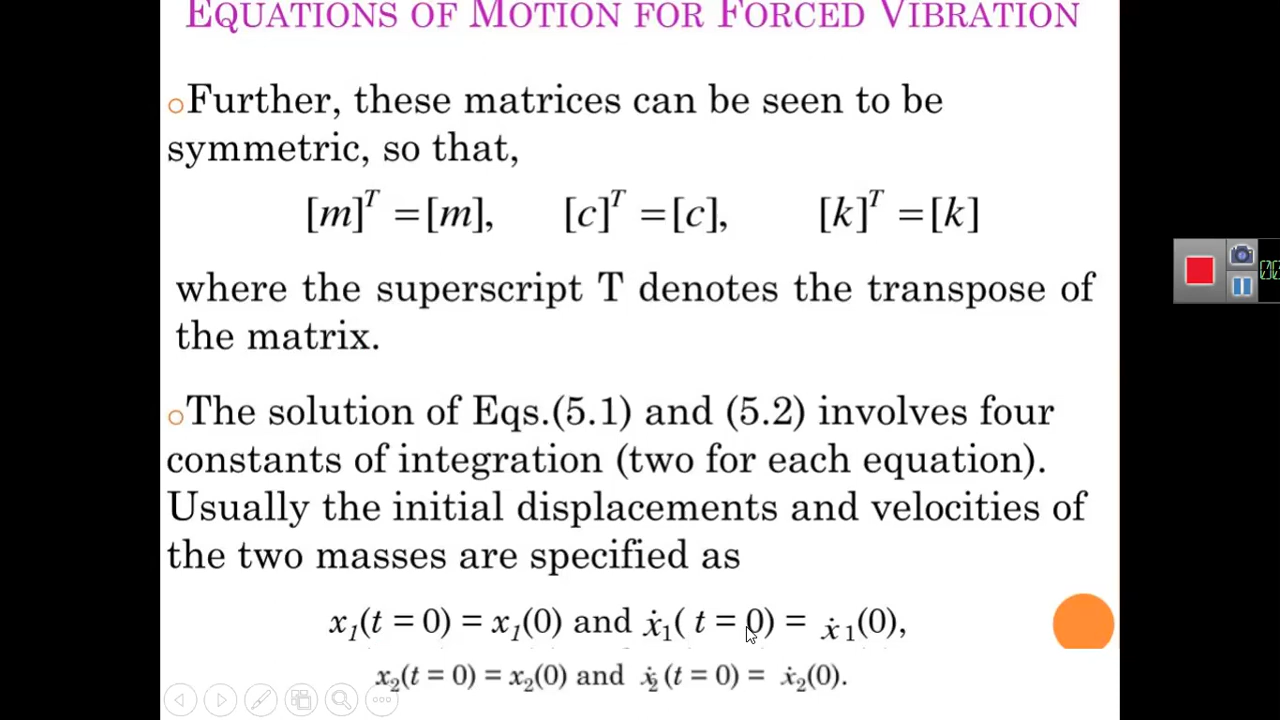 EQUATIONS OF MOTION FOR FORCED VIBRATION
Further, these matrices can be seen to be
symmetric, so that,
[m]ᵀ = [m], [c]ᵀ = [c], [k]ᵀ = [k]
where the superscript T denotes the transpose of
the matrix.
The solution of Eqs.(5.1) and (5.2) involves four
constants of integration (two for each equation).
Usually the initial displacements and velocities of
the two masses are specified as
x₁(t = 0) = x₁(0) and ẋ₁( t = 0) = ẋ₁(0),
x₂(t = 0) = x₂(0) and ẋ₂ (t = 0) = ẋ₂(0).